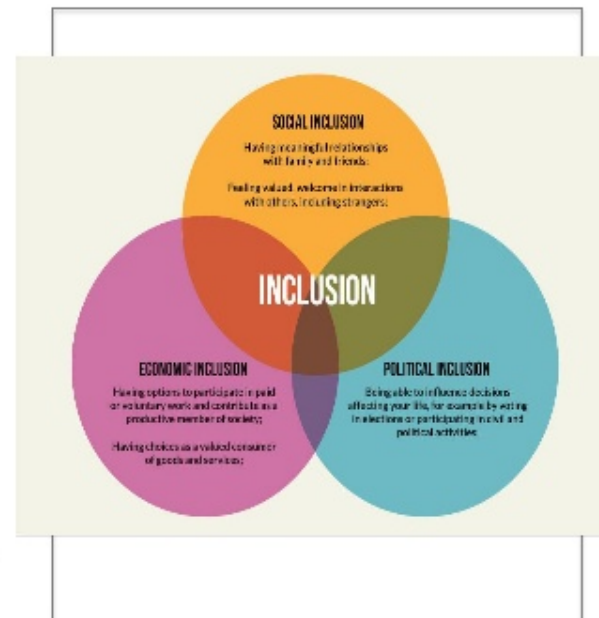 SOCIAL INCLUSION
Having meaningful relationships
with family and friends;
Feeling valued, welcome in interactions
with others, including strangers;
INCLUSION
ECONOMIC INCLUSION
Having options to participate in paid
or voluntary work and contribute as a
productive member of society;
Having choices as a valued consumer
of goods and services;
POLITICAL INCLUSION
Being able to influence decisions
affecting your life, for example by voting
in elections or participating in civil and
political activities